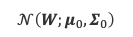 𝒩(𝑾; 𝝁₀, 𝜮₀)